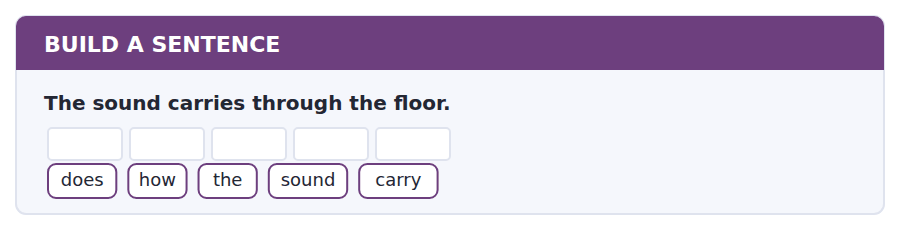 BUILD A SENTENCE
The sound carries through the floor.
does how the sound carry